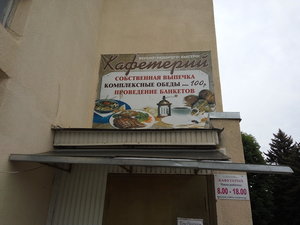 Кафетерий
СОБСТВЕННАЯ ВЫПЕЧКА
КОМПЛЕКСНЫЕ ОБЕДЫ от 100р
ПРОВЕДЕНИЕ БАНКЕТОВ
КАФЕТЕРИЙ
8.00 - 18.00